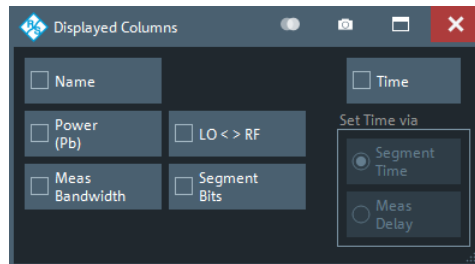 Displayed Columns
Name
Time
Power
(Pb)
LO < > RF
Set Time via
Segment
Time
Meas
Bandwidth
Segment
Bits
Meas
Delay